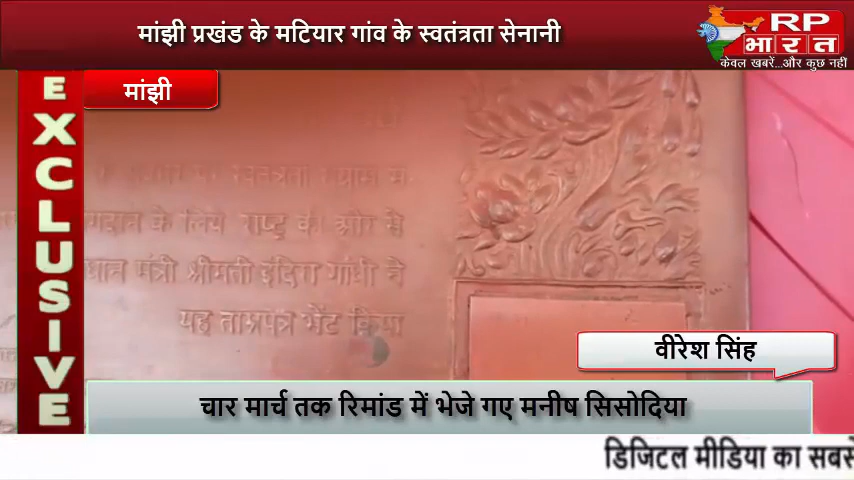 मांझी प्रखंड के मटियार गांव के स्वतंत्रता सेनानी
RP
भारत
केवल खबरें...और कुछ नहीं
EXCLUSIVE
मांझी
स्वतंत्रता संग्राम में
के लिये राष्ट्र की ओर से
मंत्री श्रीमती इंदिरा गांधी ने
यह ताम्रपत्र भेंट किया
वीरेश सिंह
चार मार्च तक रिमांड में भेजे गए मनीष सिसोदिया
डिजिटल मीडिया का सबसे